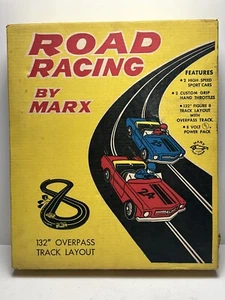 ROAD
RACING
BY
MARX
FEATURES
• 2 HIGH SPEED
SPORT CARS
• 2 CUSTOM GRIP
HAND THROTTLES
• 132" FIGURE 8
TRACK LAYOUT
WITH
OVERPASS TRACK.
• 8 VOLT
POWER PACK
24
132" OVERPASS
TRACK LAYOUT